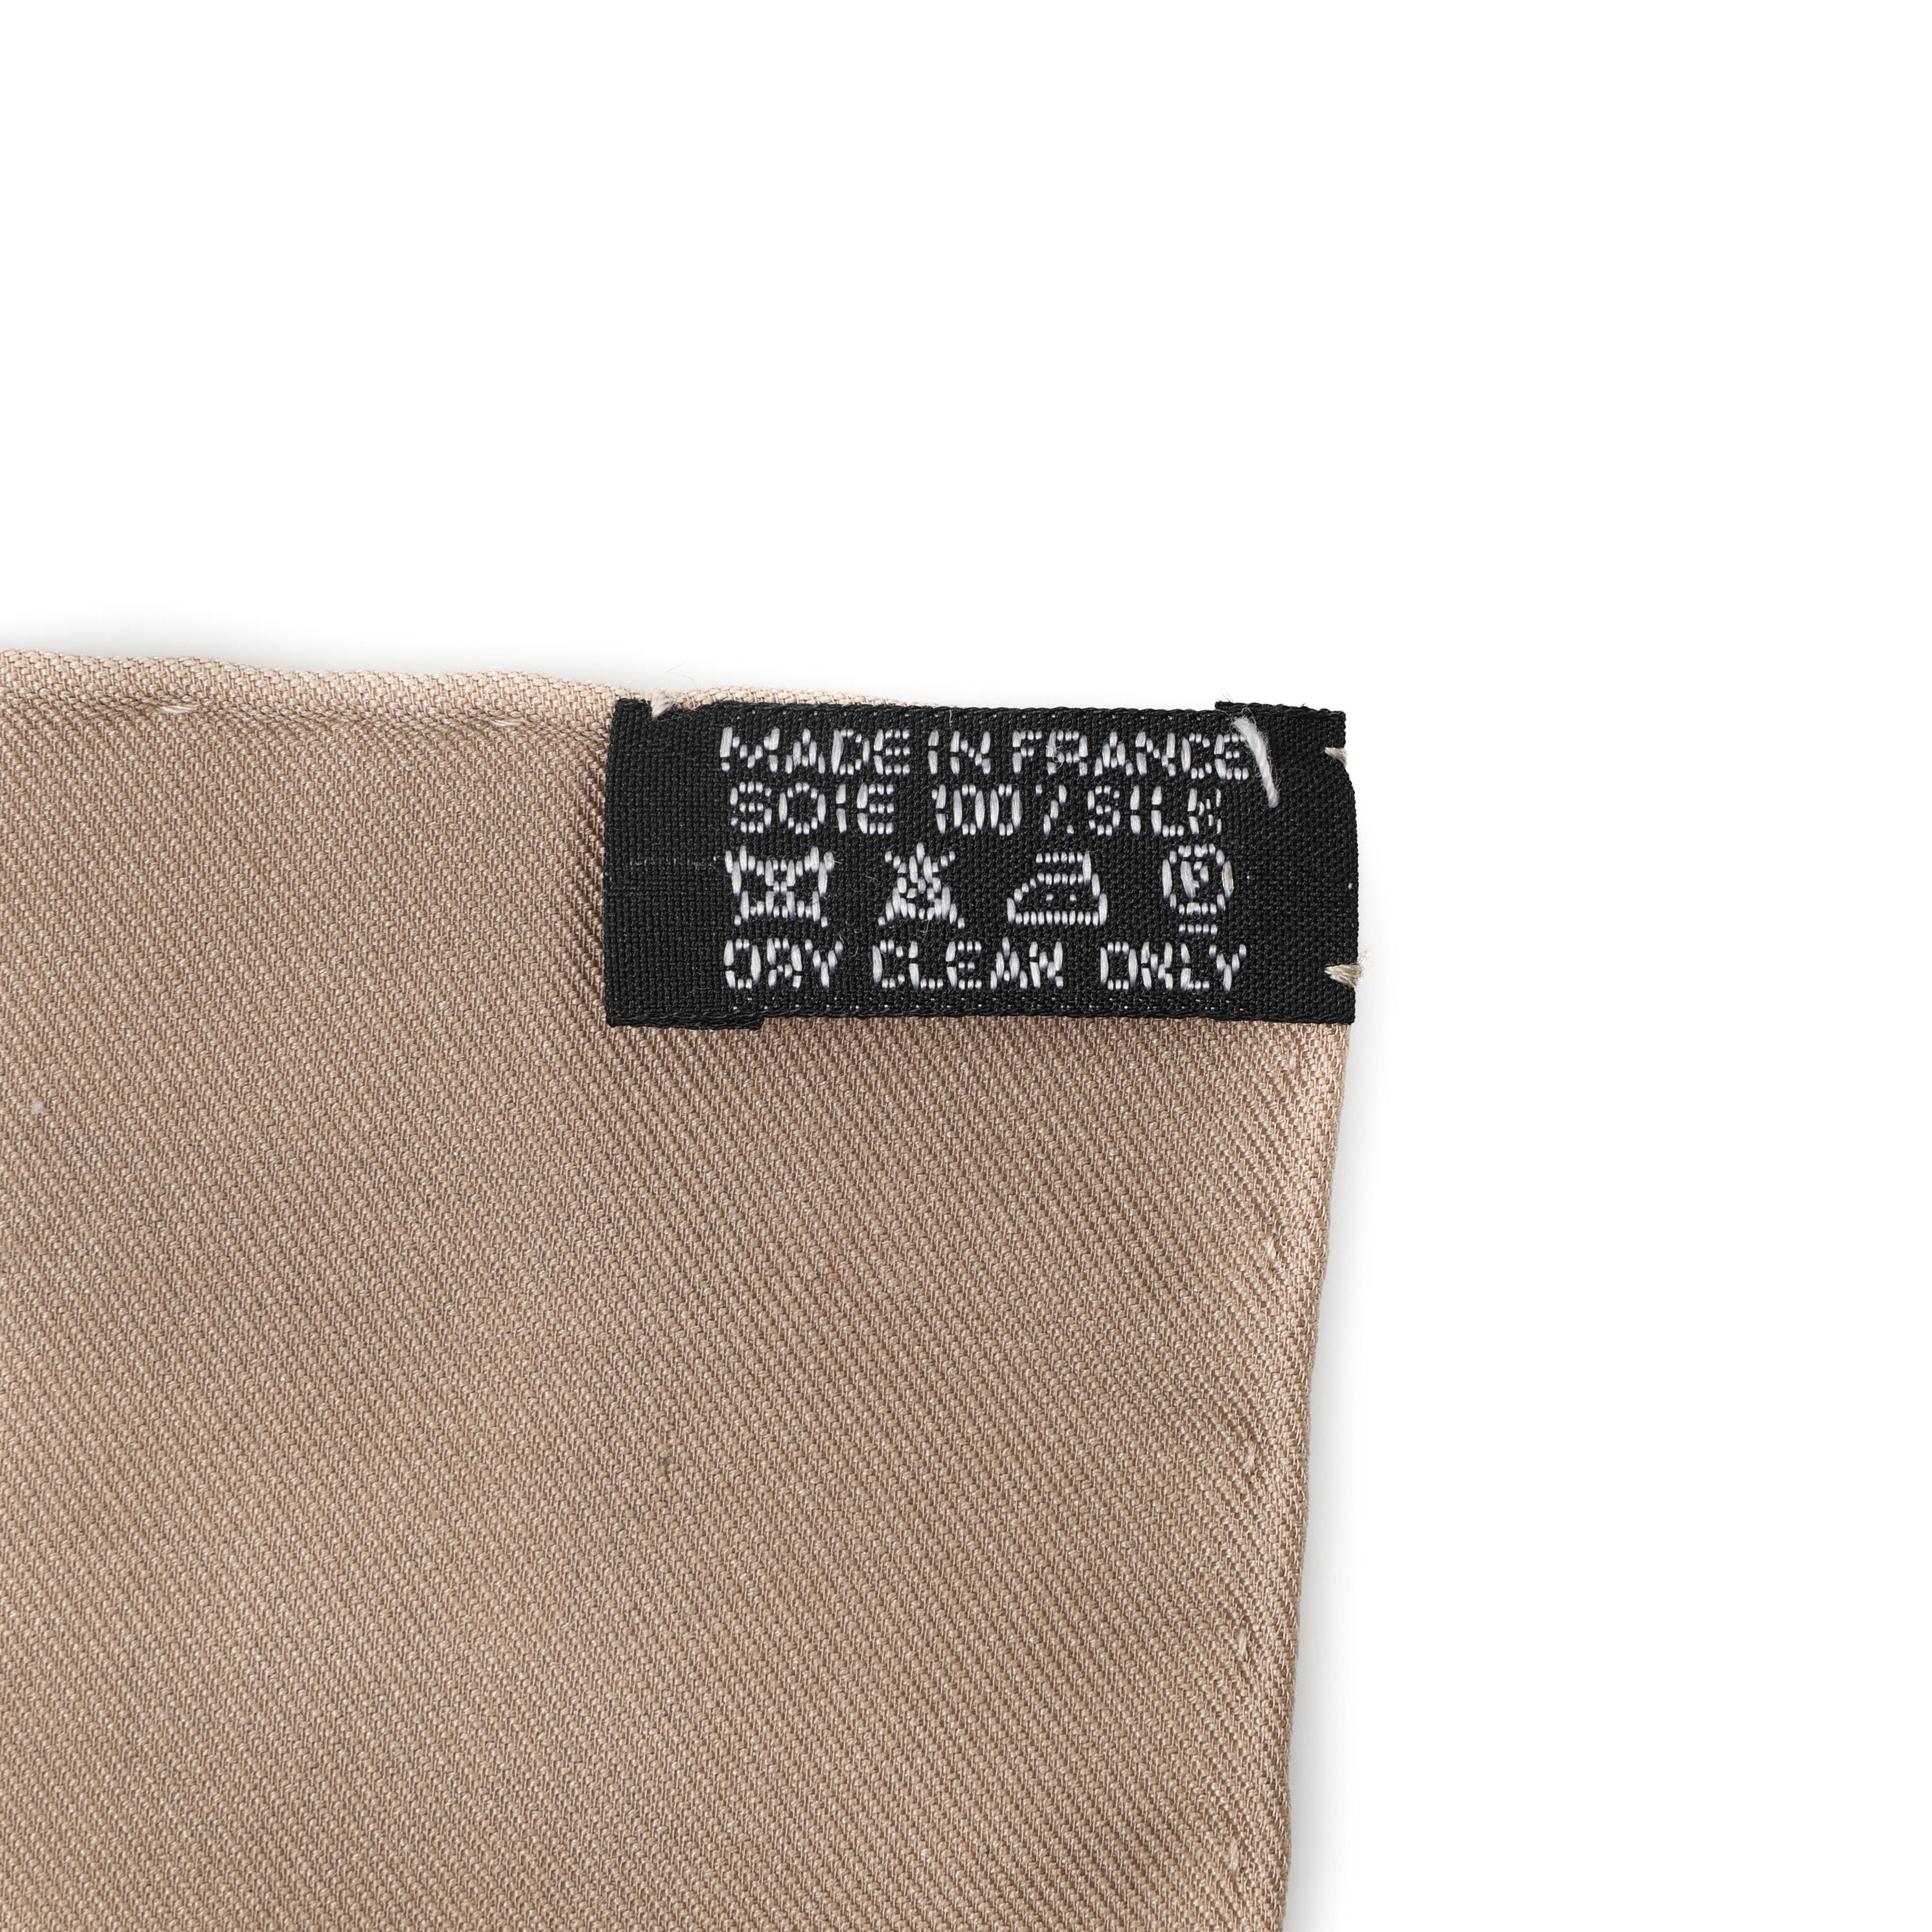 MADE IN FRANCE
SOIE 100% SILK
P
DRY CLEAN ONLY